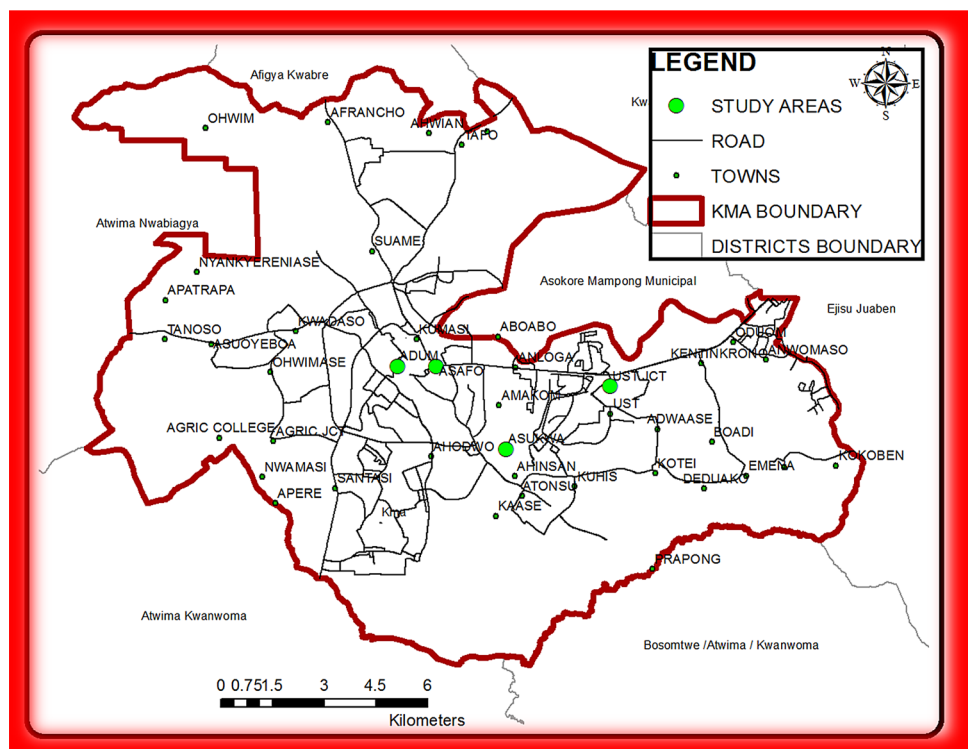 LEGEND
N
W
E
S
STUDY AREAS
ROAD
TOWNS
KMA BOUNDARY
DISTRICTS BOUNDARY
Afigya Kwabre
Kw
OHWIM
AFRANCHO
AHWIAN
TAFO
Atwima Nwabiagya
SUAME
NYANKYERENIASE
Asokore Mampong Municipal
APATRAPA
Ejisu Juaben
TANOSO
ASUOYEBOA
KWADASO
KUMASI
ABOABO
ODUOM
ANWOMASO
KENTINKRONO
OHWIMASE
ADUM
ASAFO
ANLOGA
UST
AMAKOM
UST
ADWAASE
BOADI
AGRIC COLLEGE
AGRIC JCT
AHODWO
ASUKWA
KOKOBEN
NWAMASI
SANTASI
AHINSAN
KUHIS
KOTEI
DEDUAKO
EMENA
APERE
ATONSU
KAASE
Kma
PRAPONG
Atwima Kwanwoma
Bosomtwe /Atwima / Kwanwoma
0 0.751.5 3 4.5 6
Kilometers